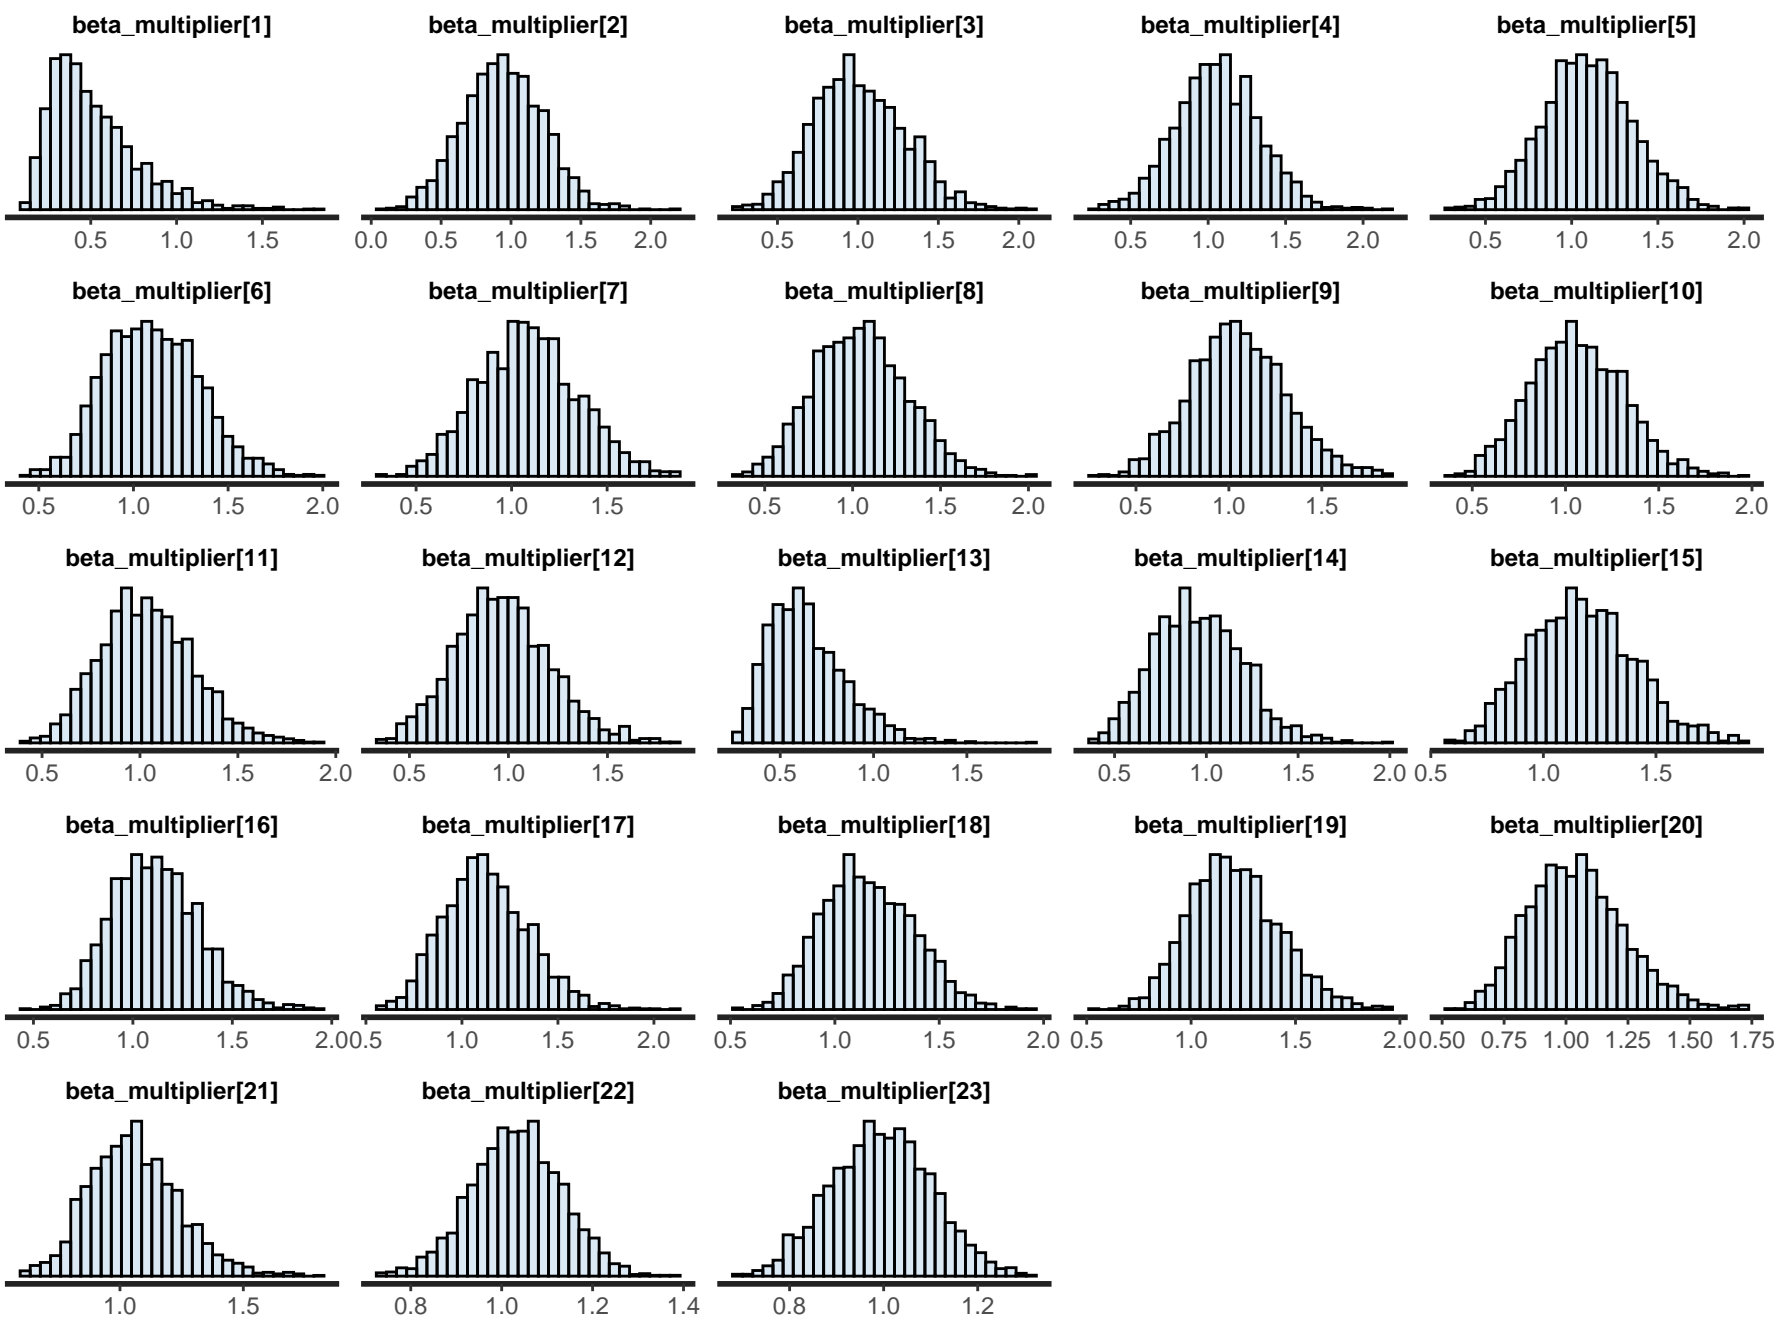 beta_multiplier[1] beta_multiplier[2] beta_multiplier[3] beta_multiplier[4] beta_multiplier[5]
0.5 1.0 1.5 0.0 0.5 1.0 1.5 2.0 0.5 1.0 1.5 2.0 0.5 1.0 1.5 2.0 0.5 1.0 1.5 2.0
beta_multiplier[6] beta_multiplier[7] beta_multiplier[8] beta_multiplier[9] beta_multiplier[10]
0.5 1.0 1.5 2.0 0.5 1.0 1.5 0.5 1.0 1.5 2.0 0.5 1.0 1.5 0.5 1.0 1.5 2.0
beta_multiplier[11] beta_multiplier[12] beta_multiplier[13] beta_multiplier[14] beta_multiplier[15]
0.5 1.0 1.5 2.0 0.5 1.0 1.5 0.5 1.0 1.5 0.5 1.0 1.5 2.0 0.5 1.0 1.5
beta_multiplier[16] beta_multiplier[17] beta_multiplier[18] beta_multiplier[19] beta_multiplier[20]
0.5 1.0 1.5 2.0 0.5 1.0 1.5 2.0 0.5 1.0 1.5 2.0 0.5 1.0 1.5 2.0 0.50 0.75 1.00 1.25 1.50 1.75
beta_multiplier[21] beta_multiplier[22] beta_multiplier[23]
1.0 1.5 0.8 1.0 1.2 1.4 0.8 1.0 1.2